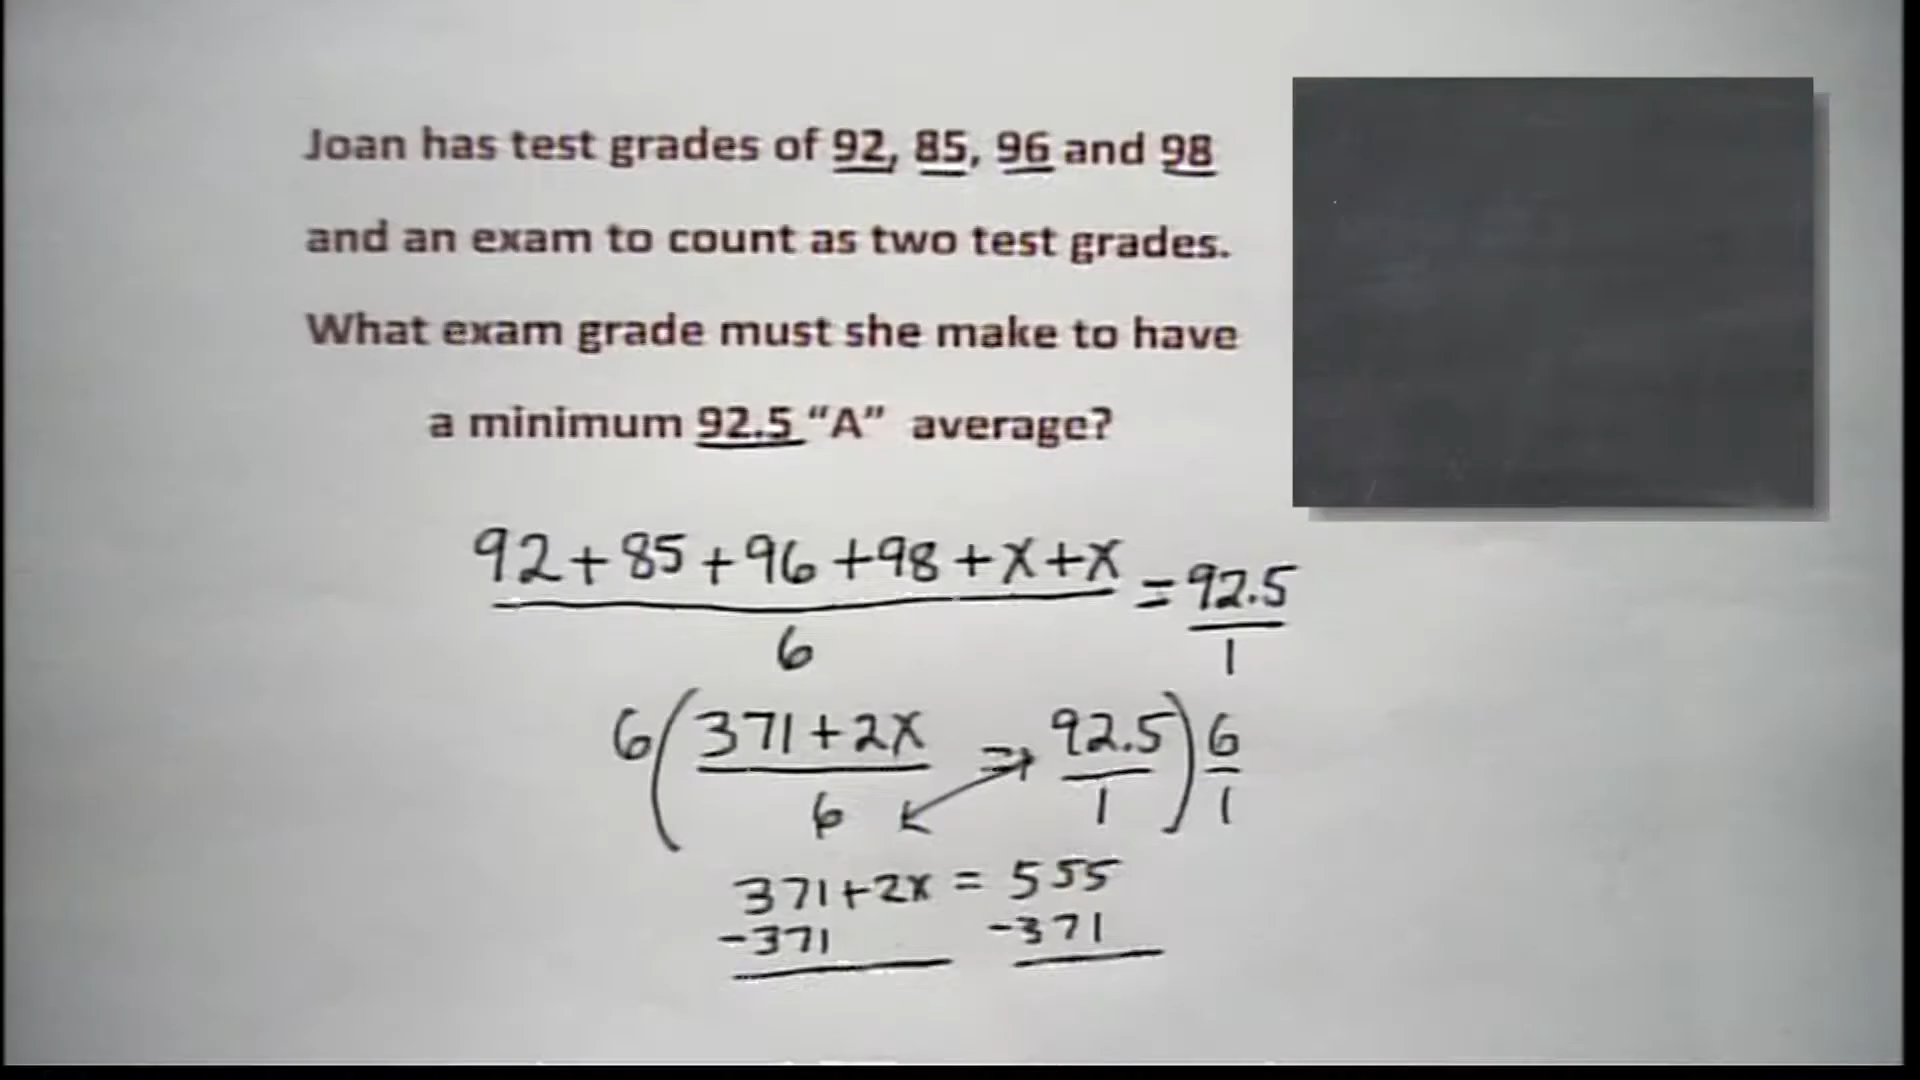 Joan has test grades of 92, 85, 96 and 98
and an exam to count as two test grades.
What exam grade must she make to have
a minimum 92.5 “A” average?
92+85+96+98+x+x = 92.5
6 1
6(371+2x = 92.5)6
6 1 1
371+2x = 555
-371 -371